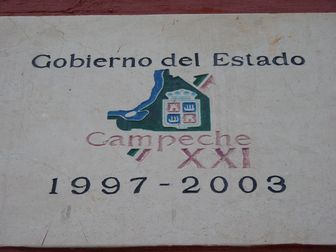 Gobierno del Estado
Campeche
XXI
1997-2003